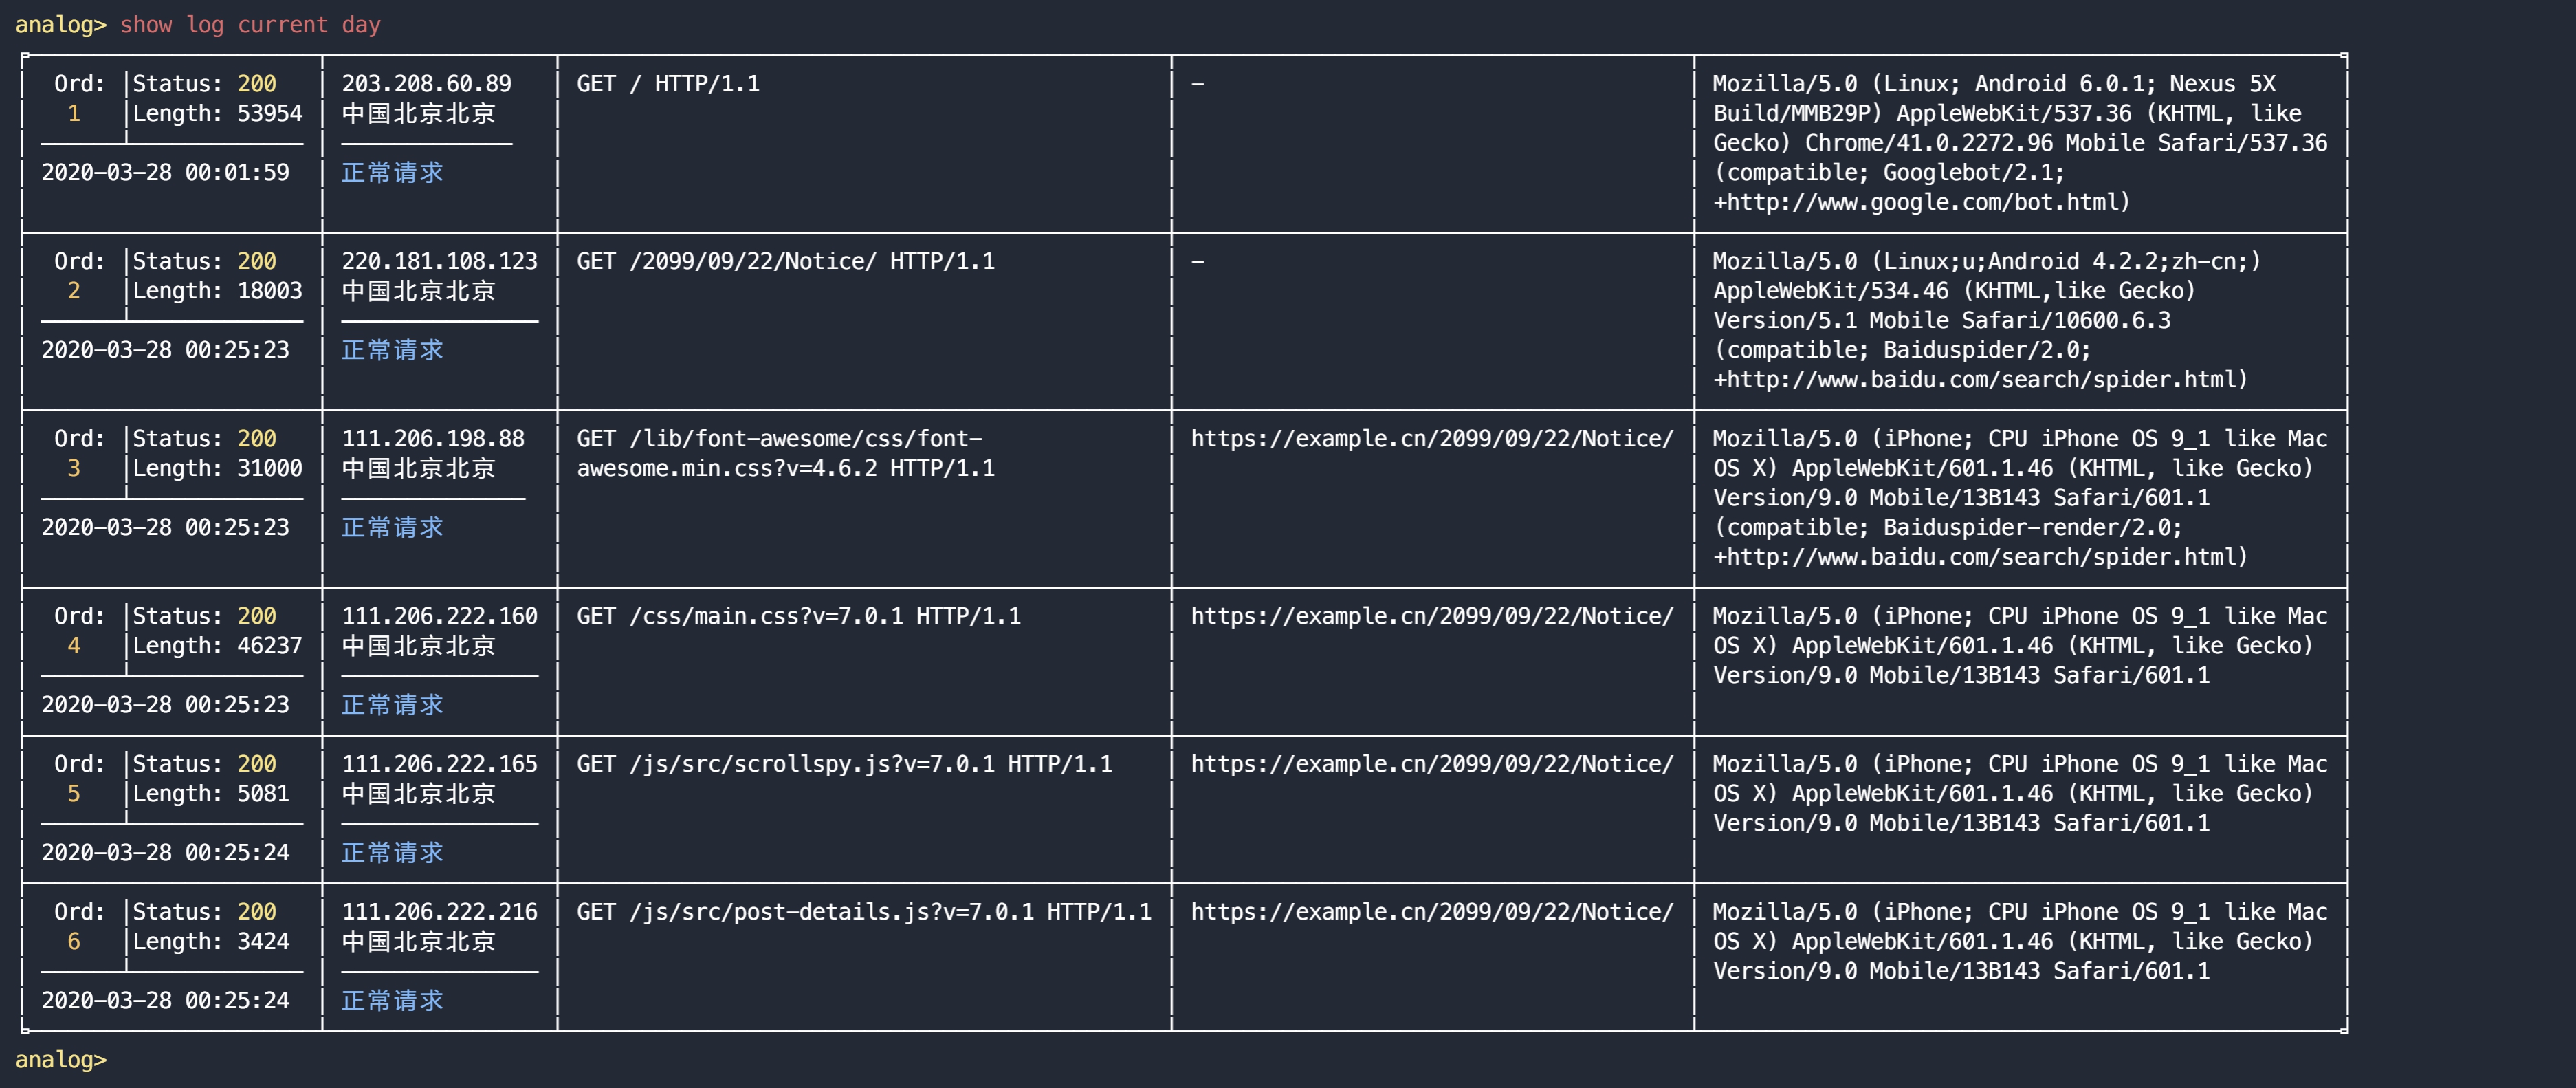 analog> show log current day
Ord: 1
Status: 200
Length: 53954
2020-03-28 00:01:59
203.208.60.89
中国北京北京
正常请求
GET / HTTP/1.1
-
Mozilla/5.0 (Linux; Android 6.0.1; Nexus 5X
Build/MMB29P) AppleWebKit/537.36 (KHTML, like
Gecko) Chrome/41.0.2272.96 Mobile Safari/537.36
(compatible; Googlebot/2.1;
+http://www.google.com/bot.html)
Ord: 2
Status: 200
Length: 18003
2020-03-28 00:25:23
220.181.108.123
中国北京北京
正常请求
GET /2099/09/22/Notice/ HTTP/1.1
-
Mozilla/5.0 (Linux;u;Android 4.2.2;zh-cn;)
AppleWebKit/534.46 (KHTML,like Gecko)
Version/5.1 Mobile Safari/10600.6.3
(compatible; Baiduspider/2.0;
+http://www.baidu.com/search/spider.html)
Ord: 3
Status: 200
Length: 31000
2020-03-28 00:25:23
111.206.198.88
中国北京北京
正常请求
GET /lib/font-awesome/css/font-
awesome.min.css?v=4.6.2 HTTP/1.1
https://example.cn/2099/09/22/Notice/
Mozilla/5.0 (iPhone; CPU iPhone OS 9_1 like Mac
OS X) AppleWebKit/601.1.46 (KHTML, like Gecko)
Version/9.0 Mobile/13B143 Safari/601.1
(compatible; Baiduspider-render/2.0;
+http://www.baidu.com/search/spider.html)
Ord: 4
Status: 200
Length: 46237
2020-03-28 00:25:23
111.206.222.160
中国北京北京
正常请求
GET /css/main.css?v=7.0.1 HTTP/1.1
https://example.cn/2099/09/22/Notice/
Mozilla/5.0 (iPhone; CPU iPhone OS 9_1 like Mac
OS X) AppleWebKit/601.1.46 (KHTML, like Gecko)
Version/9.0 Mobile/13B143 Safari/601.1
Ord: 5
Status: 200
Length: 5081
2020-03-28 00:25:24
111.206.222.165
中国北京北京
正常请求
GET /js/src/scrollspy.js?v=7.0.1 HTTP/1.1
https://example.cn/2099/09/22/Notice/
Mozilla/5.0 (iPhone; CPU iPhone OS 9_1 like Mac
OS X) AppleWebKit/601.1.46 (KHTML, like Gecko)
Version/9.0 Mobile/13B143 Safari/601.1
Ord: 6
Status: 200
Length: 3424
2020-03-28 00:25:24
111.206.222.216
中国北京北京
正常请求
GET /js/src/post-details.js?v=7.0.1 HTTP/1.1
https://example.cn/2099/09/22/Notice/
Mozilla/5.0 (iPhone; CPU iPhone OS 9_1 like Mac
OS X) AppleWebKit/601.1.46 (KHTML, like Gecko)
Version/9.0 Mobile/13B143 Safari/601.1
analog>